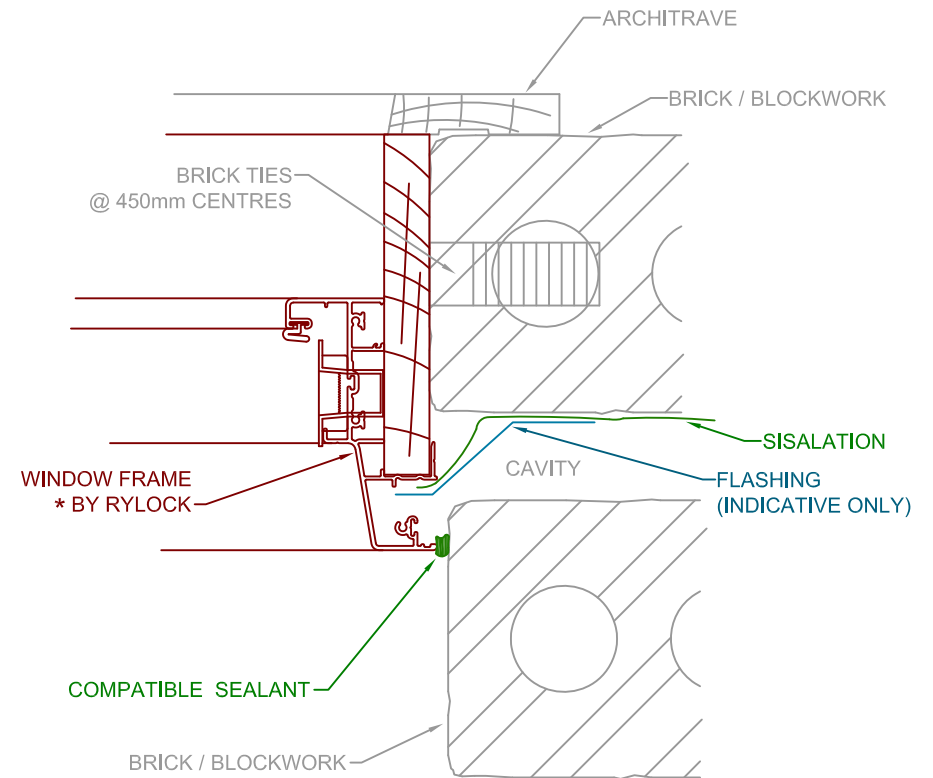 ARCHITRAVE
BRICK / BLOCKWORK
BRICK TIES
@ 450mm CENTRES
SISALATION
CAVITY
WINDOW FRAME
* BY RYLOCK
FLASHING
(INDICATIVE ONLY)
COMPATIBLE SEALANT
BRICK / BLOCKWORK